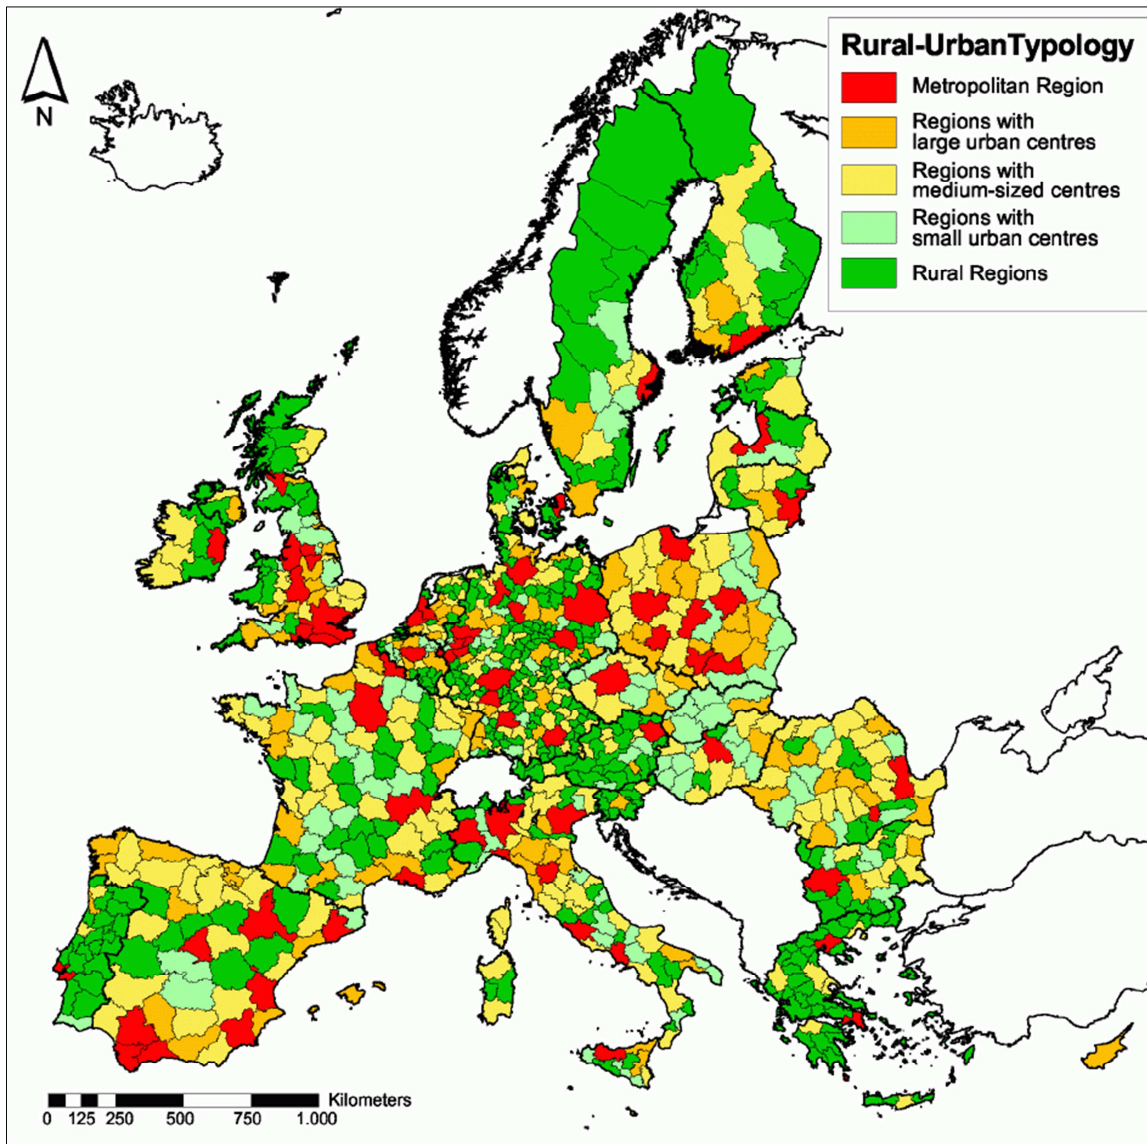 Rural-UrbanTypology
Metropolitan Region
Regions with
large urban centres
Regions with
medium-sized centres
Regions with
small urban centres
Rural Regions
N
Kilometers
0 125 250 500 750 1.000